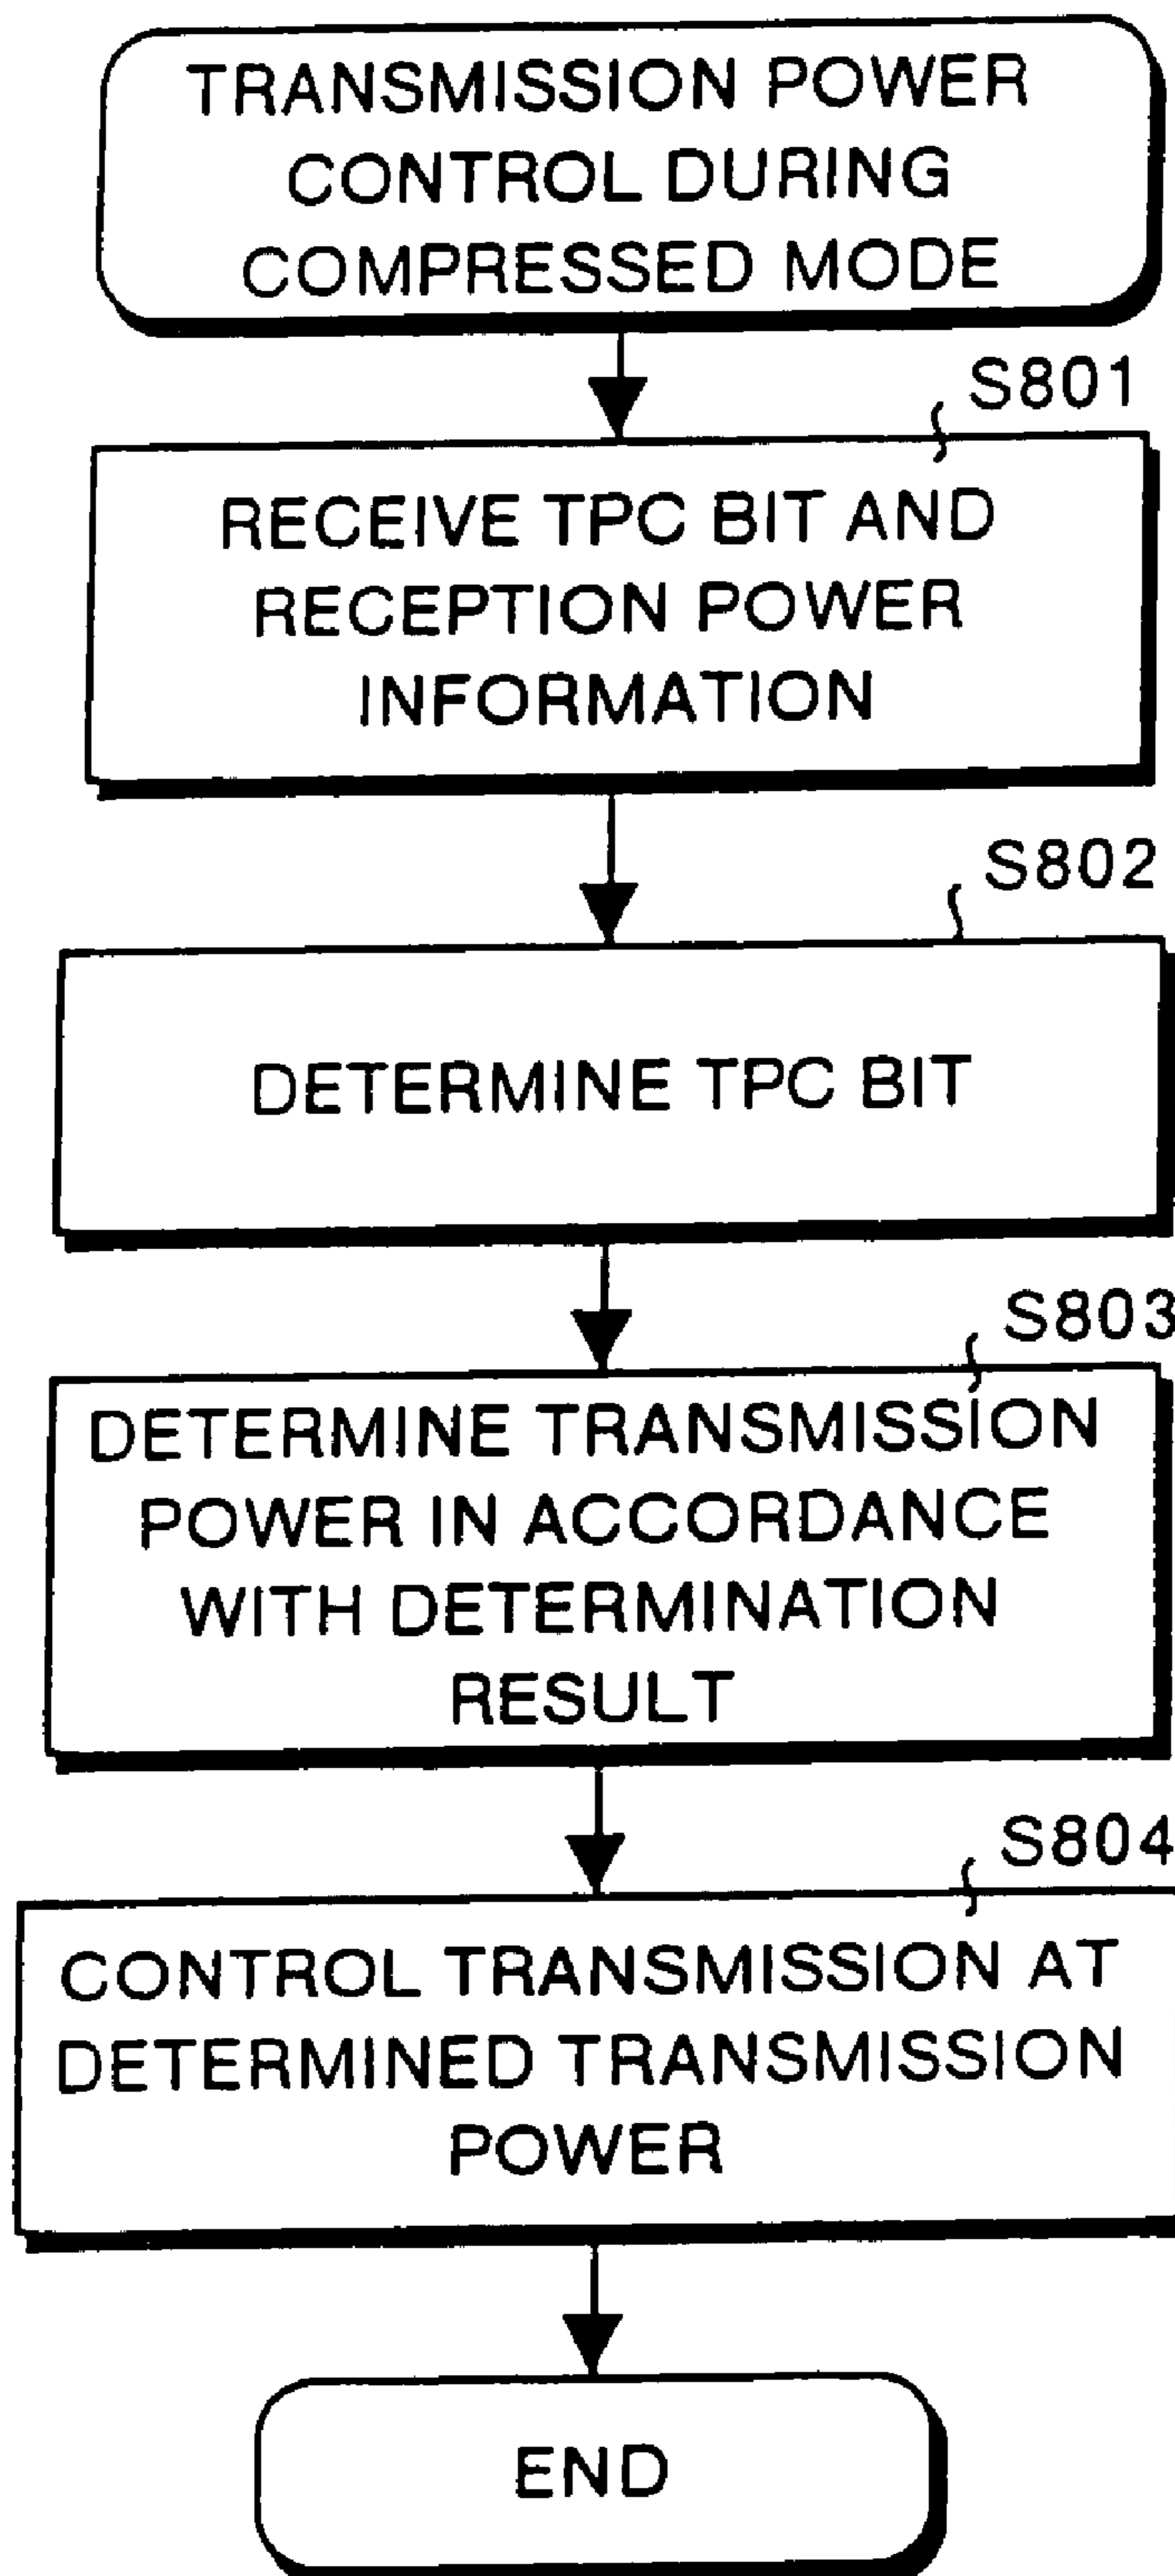 TRANSMISSION POWER
CONTROL DURING
COMPRESSED MODE
S801
RECEIVE TPC BIT AND
RECEPTION POWER
INFORMATION
S802
DETERMINE TPC BIT
S803
DETERMINE TRANSMISSION
POWER IN ACCORDANCE
WITH DETERMINATION
RESULT
S804
CONTROL TRANSMISSION AT
DETERMINED TRANSMISSION
POWER
END